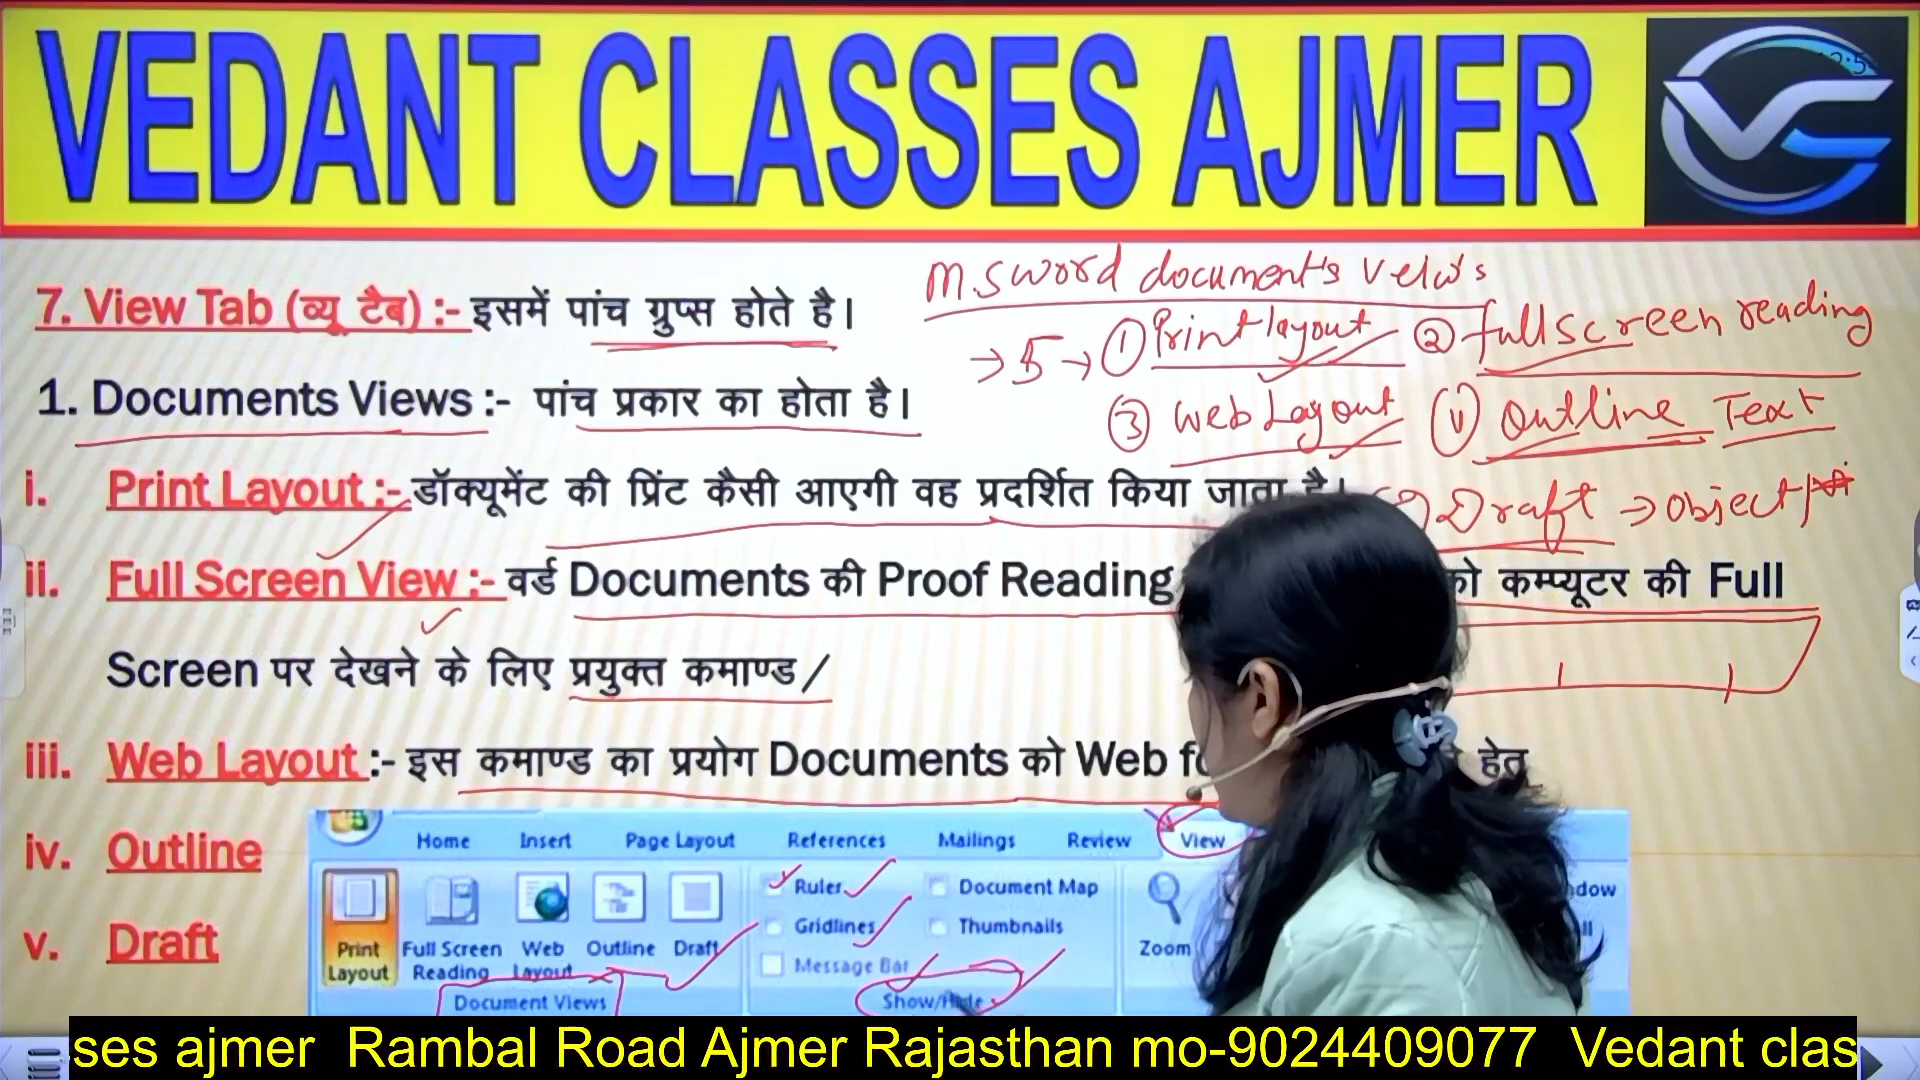 VEDANT CLASSES AJMER
7. View Tab (व्यू टैब) :- इसमें पांच ग्रुप्स होते है।
M.S word document's Veiw's
→ 5 → ① Print layout ② full screen reading
③ Web Layout (v) Outline Text
Draft → Object/
1. Documents Views :- पांच प्रकार का होता है।
i. Print Layout :- डॉक्यूमेंट की प्रिंट कैसी आएगी वह प्रदर्शित किया जाता है।
ii. Full Screen View :- वर्ड Documents की Proof Reading को कम्प्यूटर की Full
Screen पर देखने के लिए प्रयुक्त कमाण्ड/
iii. Web Layout :- इस कमाण्ड का प्रयोग Documents को Web हेतु
iv. Outline
v. Draft
Home Insert Page Layout References Mailings Review View
Print Layout Full Screen Reading Web Layout Outline Draft
Document Views
Ruler Document Map
Gridlines Thumbnails
Message Bar
Show/Hide
Zoom
ses ajmer Rambal Road Ajmer Rajasthan mo-9024409077 Vedant clas